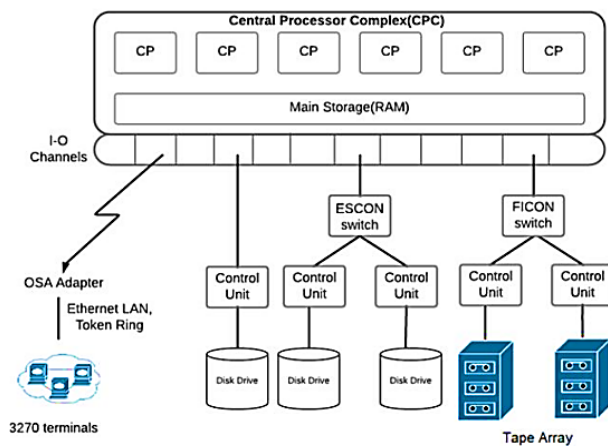 Central Processor Complex(CPC)
CP
CP
CP
CP
CP
CP
Main Storage(RAM)
I-O
Channels
ESCON
switch
FICON
switch
OSA Adapter
Ethernet LAN,
Token Ring
Control
Unit
Control
Unit
Control
Unit
Control
Unit
Control
Unit
Disk Drive
Disk Drive
Disk Drive
3270 terminals
Tape Array